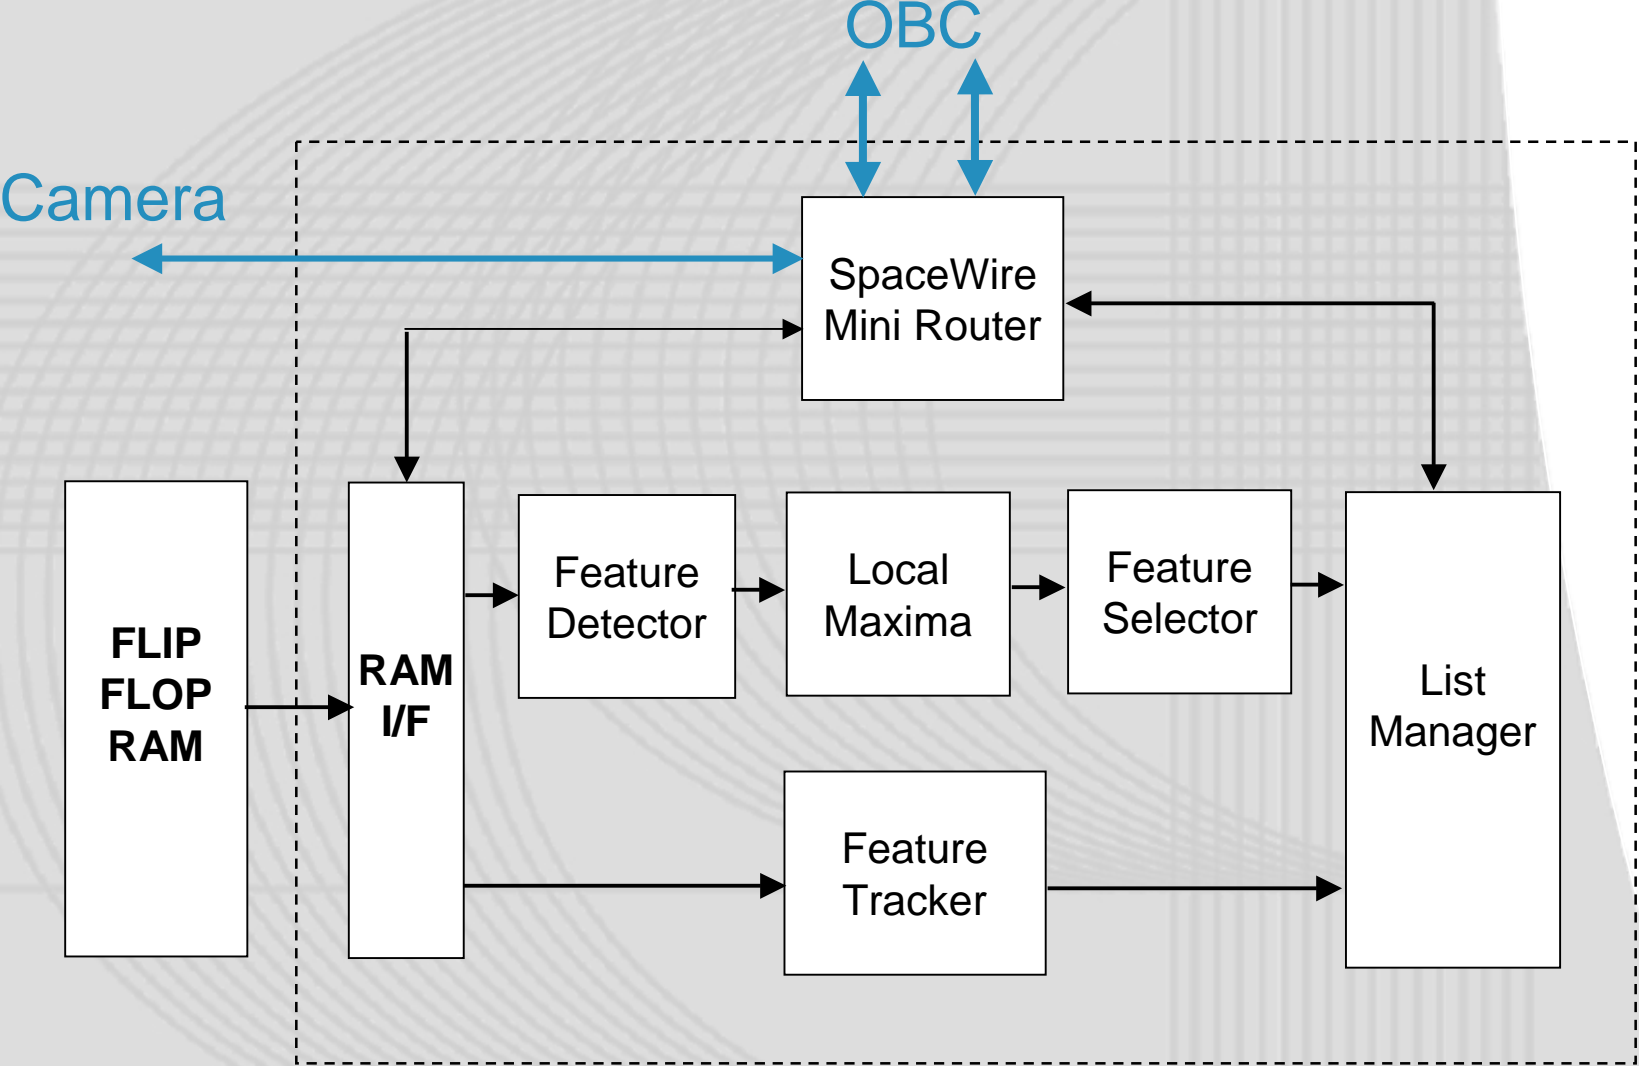 OBC
Camera
SpaceWire
Mini Router
FLIP
FLOP
RAM
RAM
I/F
Feature
Detector
Local
Maxima
Feature
Selector
List
Manager
Feature
Tracker